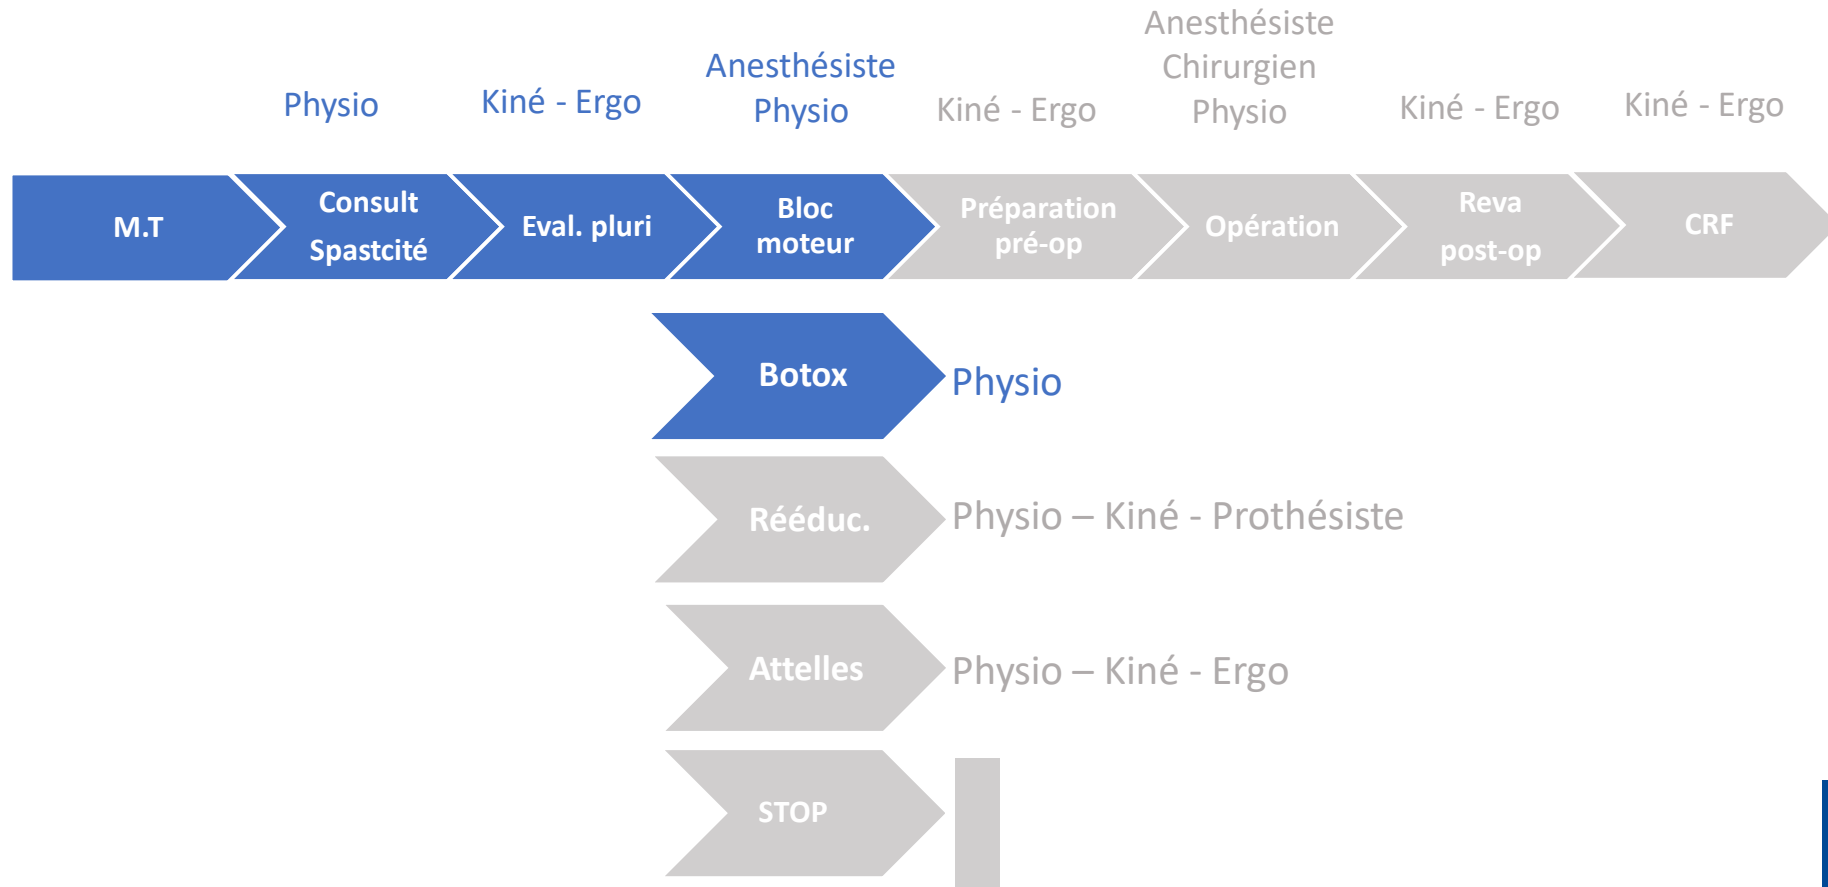 Physio
Kiné - Ergo
Anesthésiste
Physio
Kiné - Ergo
Anesthésiste
Chirurgien
Physio
Kiné - Ergo
Kiné - Ergo
M.T
Consult
Spastcité
Eval. pluri
Bloc
moteur
Préparation
pré-op
Opération
Reva
post-op
CRF
Botox
Physio
Rééduc.
Physio – Kiné - Prothésiste
Attelles
Physio – Kiné - Ergo
STOP